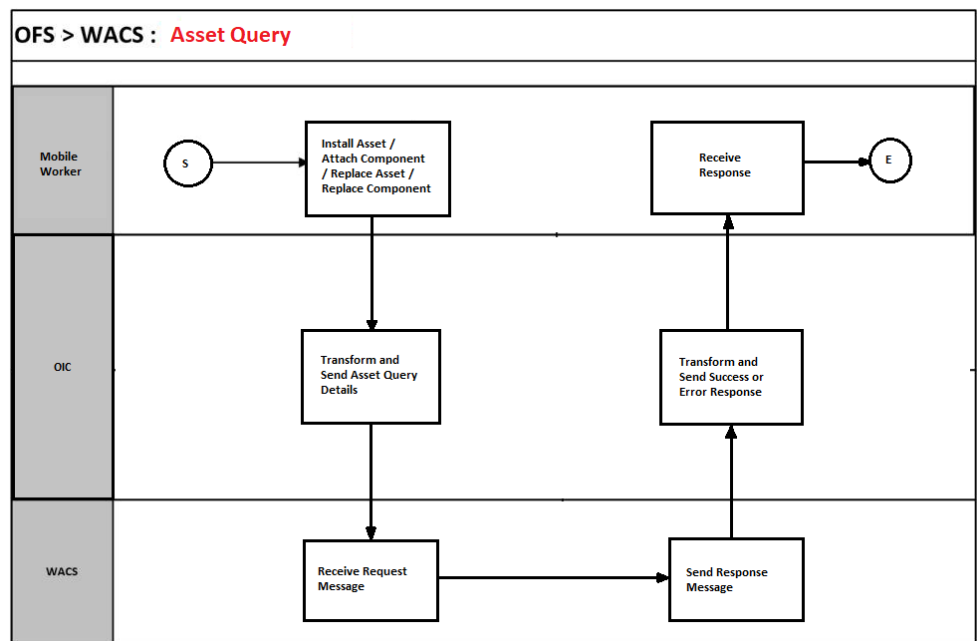 OFS > WACS : Asset Query
Mobile
Worker
S
Install Asset /
Attach Component
/ Replace Asset /
Replace Component
Receive
Response
E
OIC
Transform and
Send Asset Query
Details
Transform and
Send Success or
Error Response
WACS
Receive Request
Message
Send Response
Message